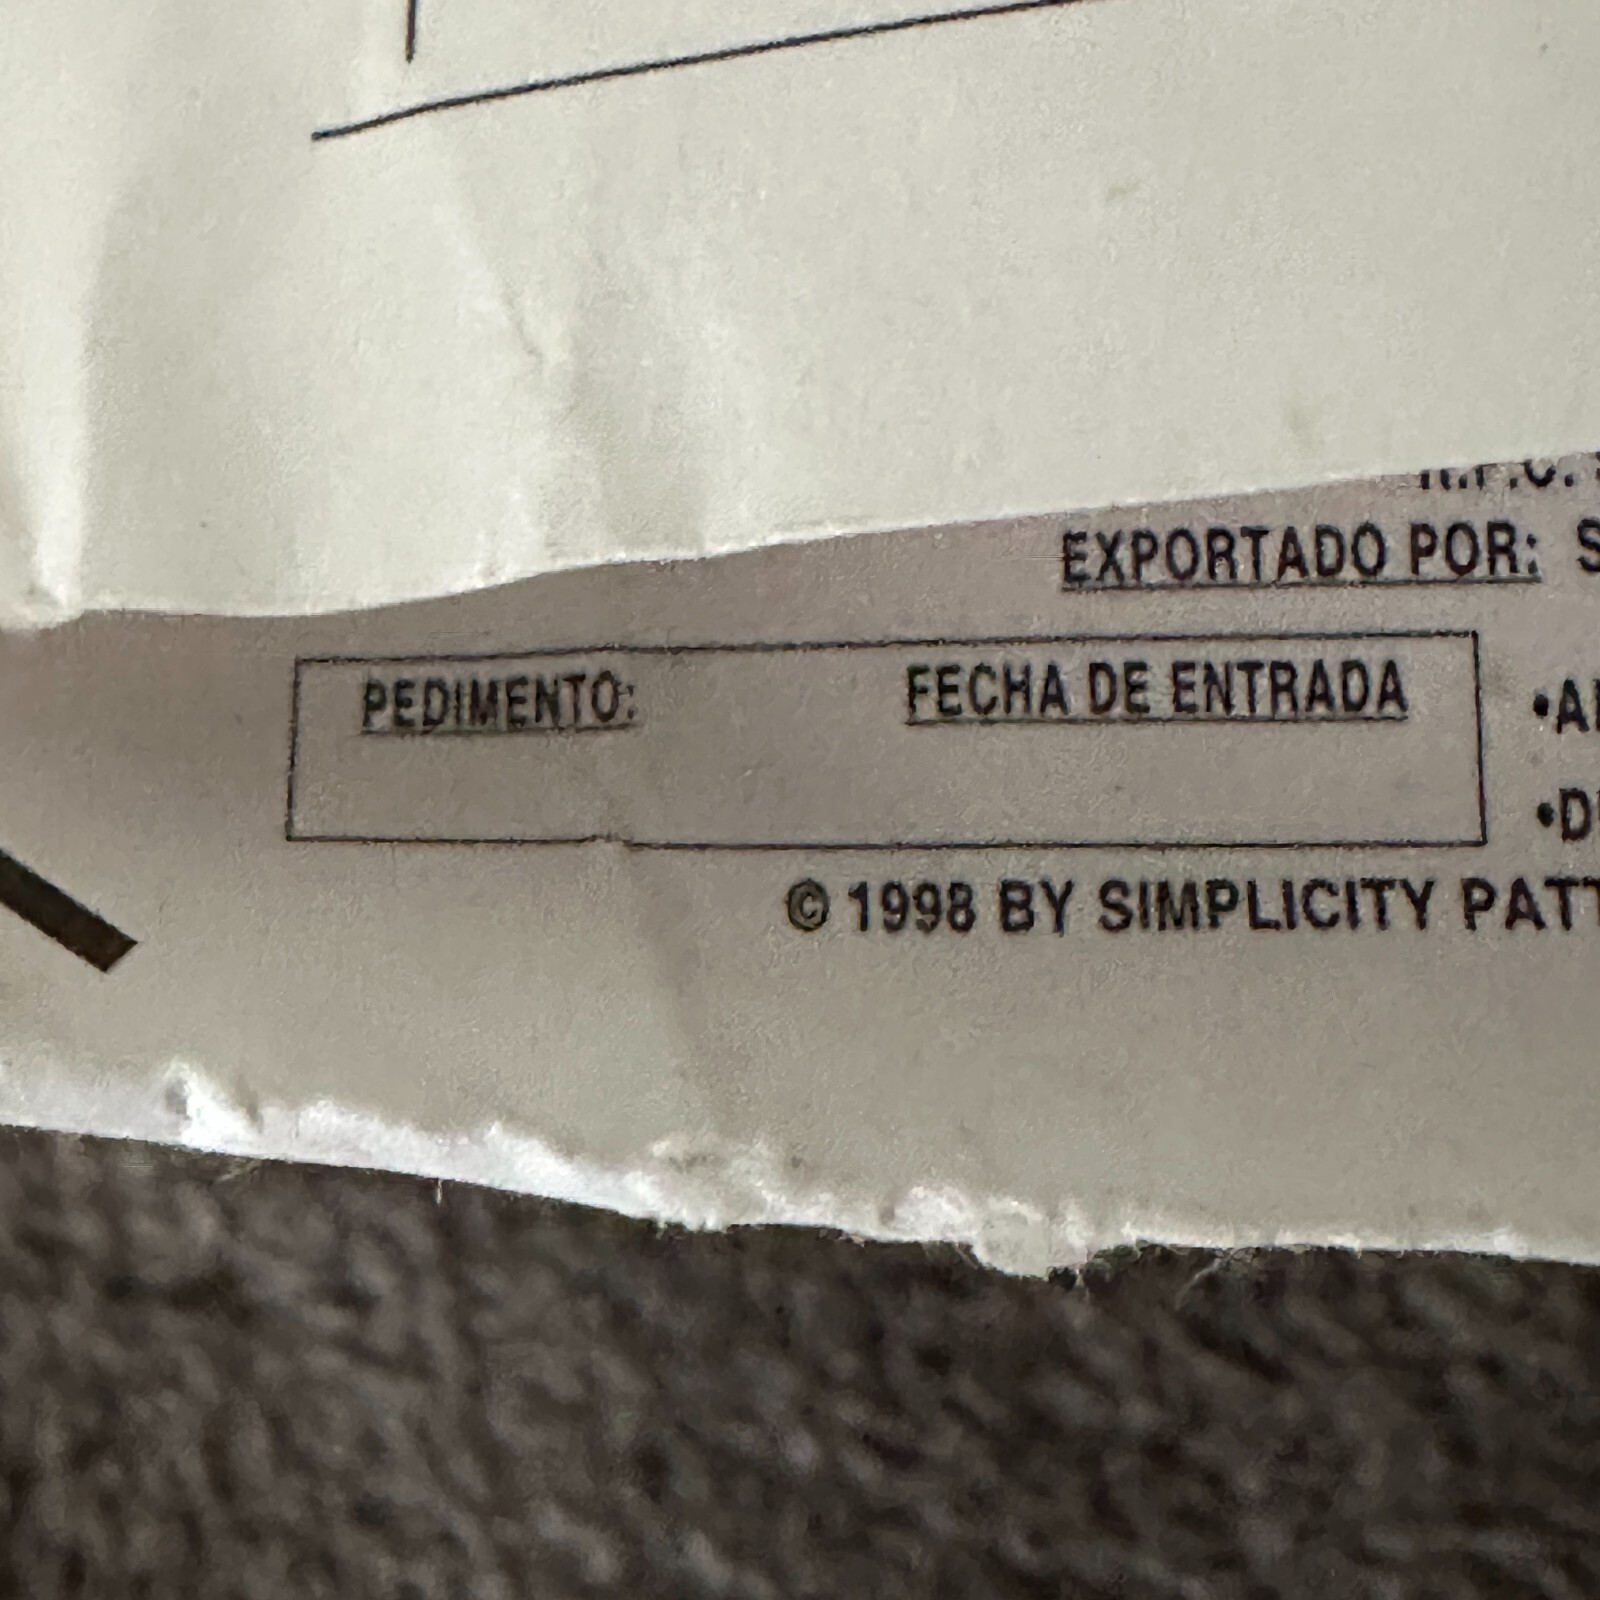 EXPORTADO POR:
PEDIMENTO: FECHA DE ENTRADA
© 1998 BY SIMPLICITY